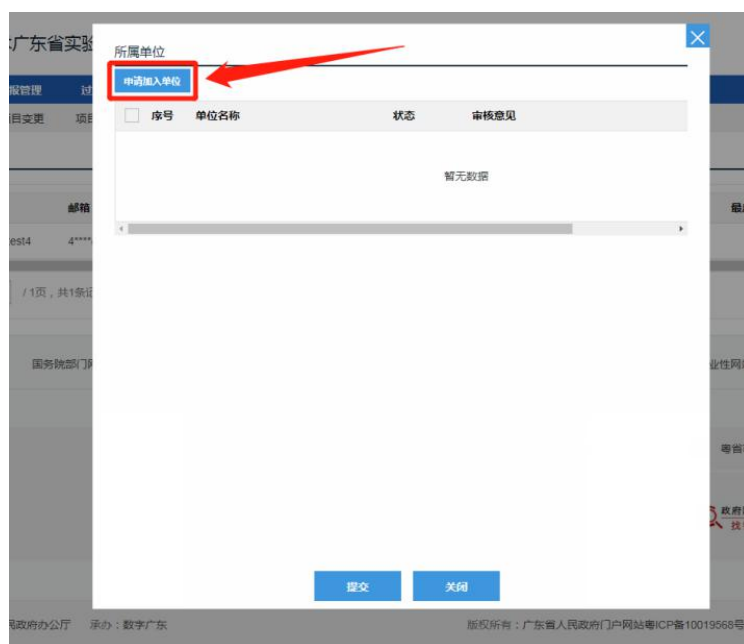 广东省实验
所属单位
申请加入单位
报管理
项目变更
序号 单位名称 状态 审核意见
暂无数据
邮箱
est4 4****
/ 1页，共1条记
国务院部门网
业性网
粤省
政府
找
提交 关闭
民政府办公厅 承办：数字广东 版权所有：广东省人民政府门户网站粤ICP备10019568号